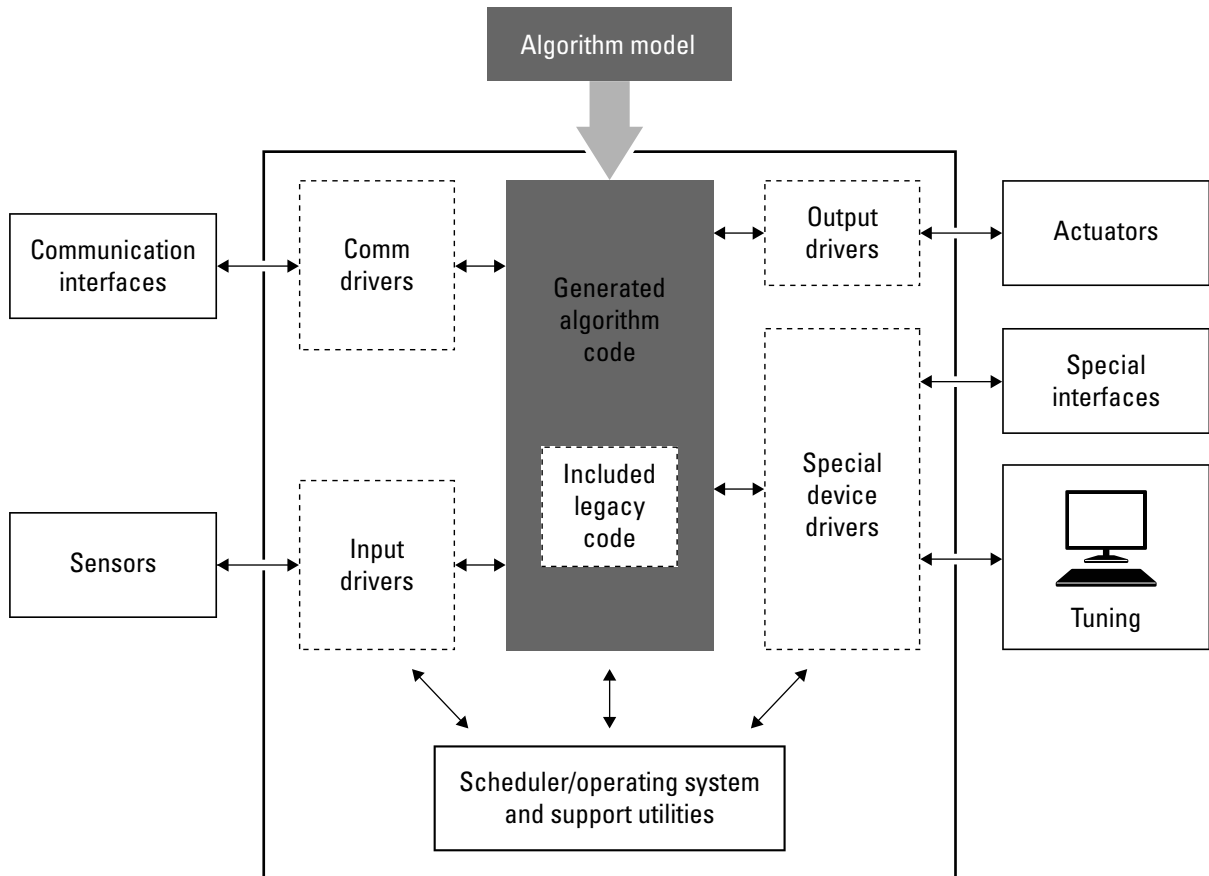 Algorithm model
Communication
interfaces
Comm
drivers
Generated
algorithm
code
Output
drivers
Actuators
Special
interfaces
Included
legacy
code
Special
device
drivers
Sensors
Input
drivers
Tuning
Scheduler/operating system
and support utilities